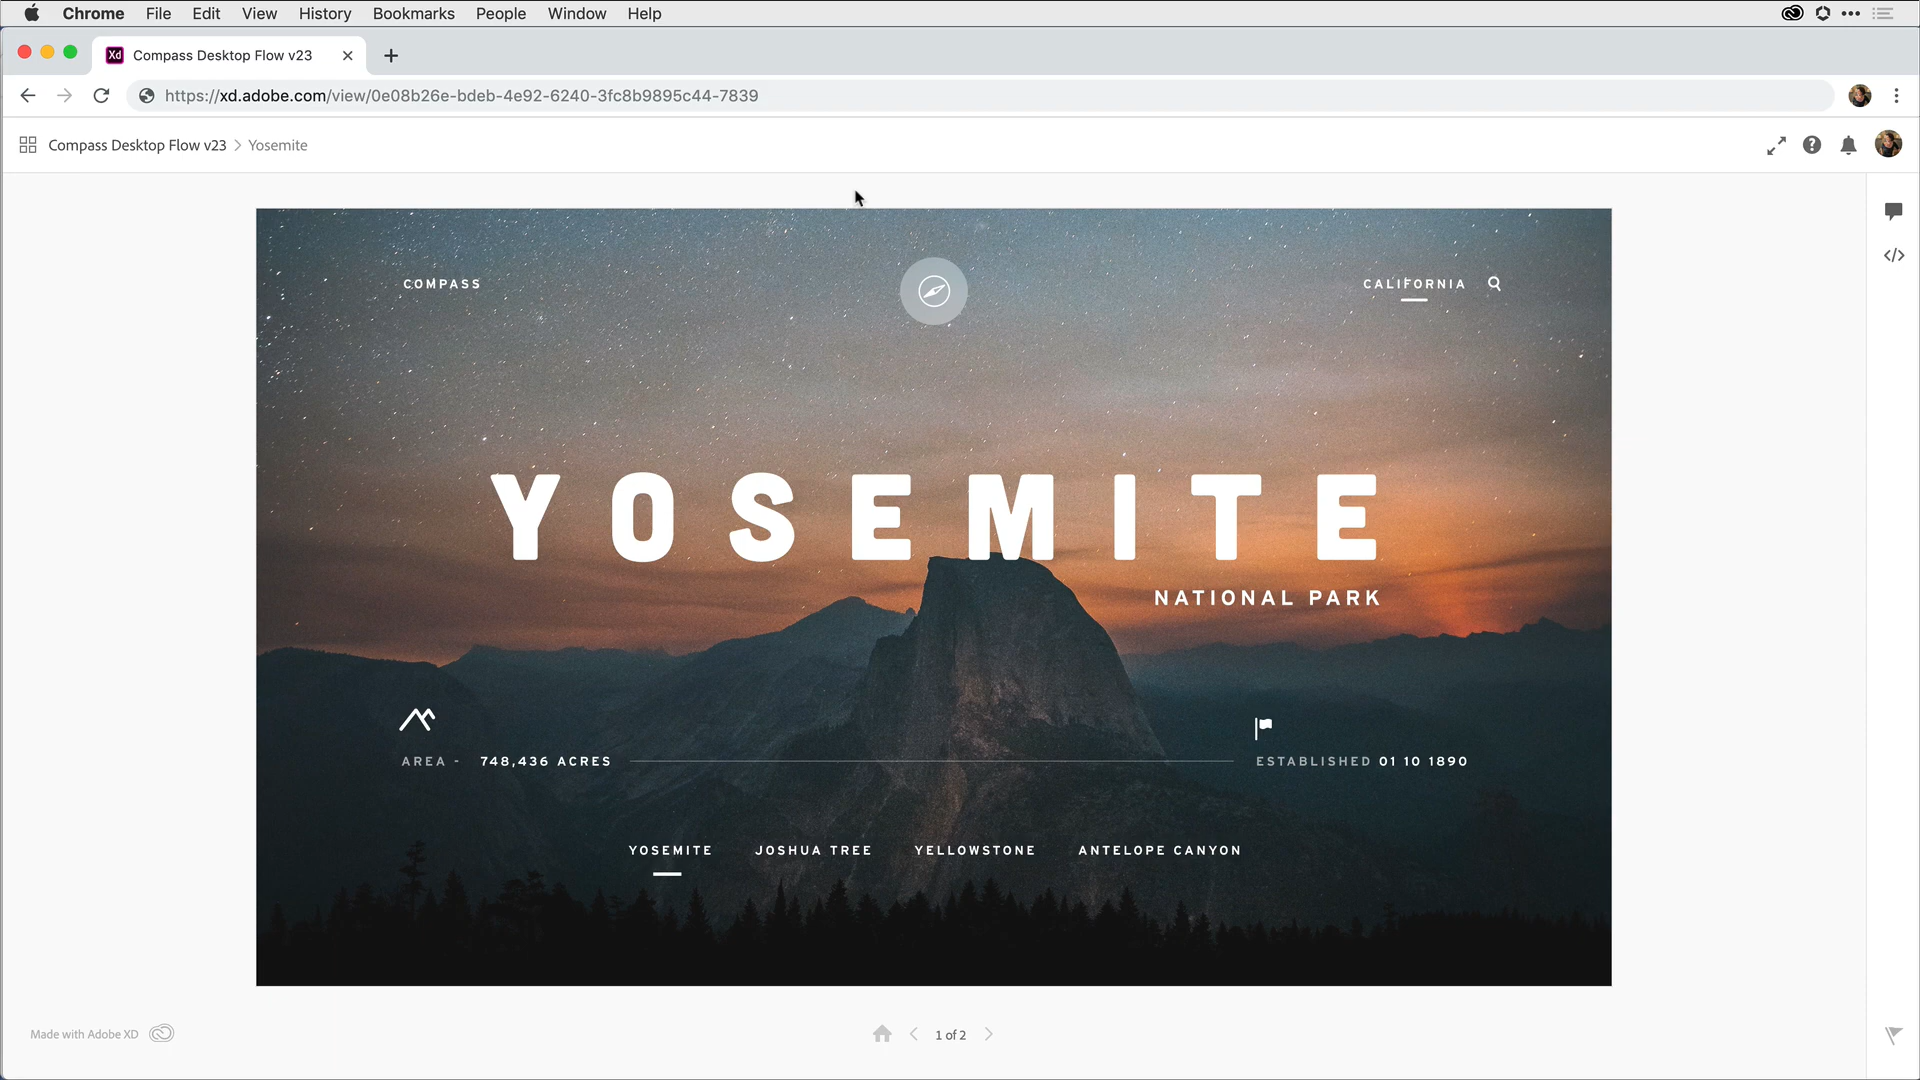 Chrome File Edit View History Bookmarks People Window Help
Xd Compass Desktop Flow v23
https://xd.adobe.com/view/0e08b26e-bdeb-4e92-6240-3fc8b9895c44-7839
Compass Desktop Flow v23 > Yosemite
COMPASS
CALIFORNIA
YOSEMITE
NATIONAL PARK
AREA - 748,436 ACRES
ESTABLISHED 01 10 1890
YOSEMITE JOSHUA TREE YELLOWSTONE ANTELOPE CANYON
Made with Adobe XD
1 of 2